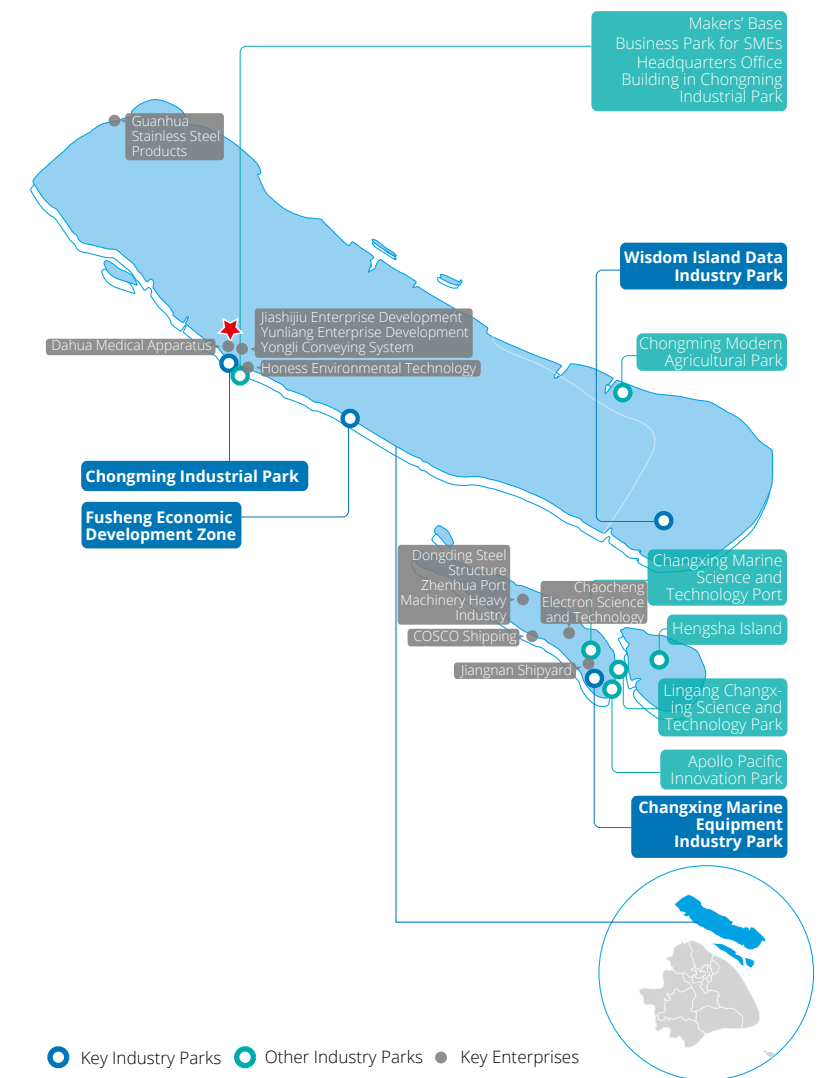 Makers’ Base
Business Park for SMEs
Headquarters Office
Building in Chongming
Industrial Park
Guanhua
Stainless Steel
Products
Wisdom Island Data
Industry Park
Jiashijiu Enterprise Development
Yunliang Enterprise Development
Yongli Conveying System
Dahua Medical Apparatus
Honess Environmental Technology
Chongming Modern
Agricultural Park
Chongming Industrial Park
Fusheng Economic
Development Zone
Dongding Steel
Structure
Zhenhua Port
Machinery Heavy
Industry
Chaocheng
Electron Science
and Technology
Changxing Marine
Science and
Technology Port
COSCO Shipping
Hengsha Island
Jiangnan Shipyard
Lingang Changx-
ing Science and
Technology Park
Apollo Pacific
Innovation Park
Changxing Marine
Equipment
Industry Park
Key Industry Parks
Other Industry Parks
Key Enterprises